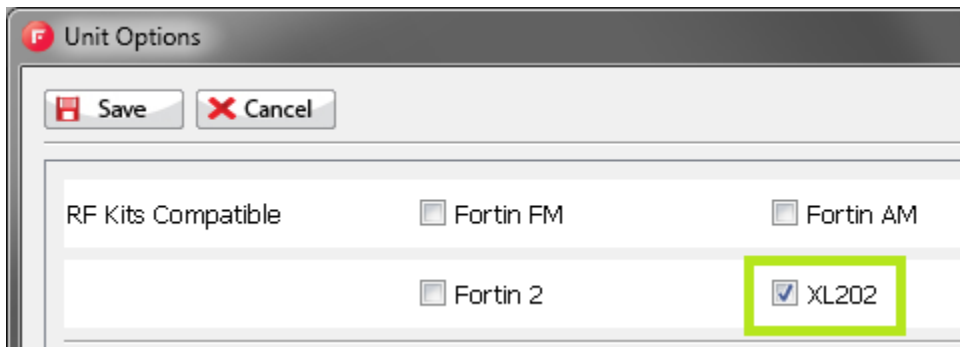 Unit Options
Save Cancel
RF Kits Compatible Fortin FM Fortin AM
Fortin 2 XL202